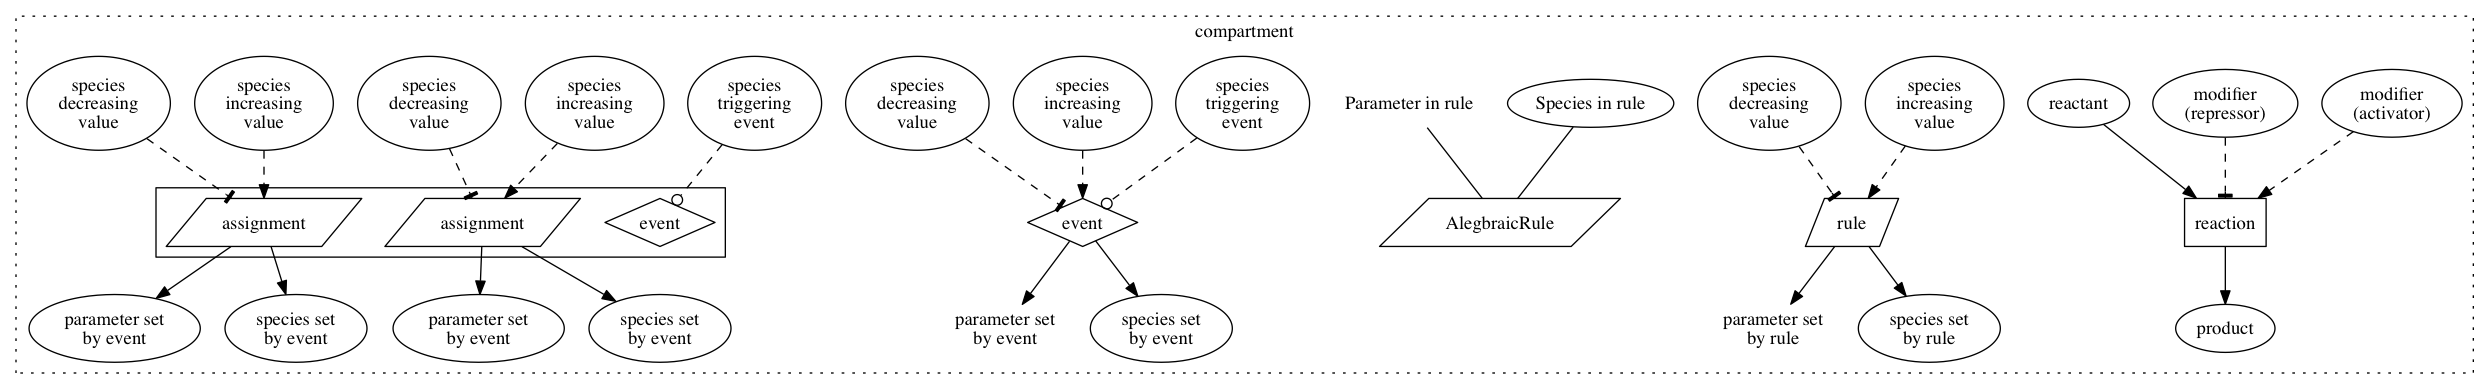 compartment
species
decreasing
value
species
increasing
value
species
decreasing
value
species
increasing
value
species
triggering
event
species
decreasing
value
species
increasing
value
species
triggering
event
Parameter in rule
Species in rule
species
decreasing
value
species
increasing
value
reactant
modifier
(repressor)
modifier
(activator)
assignment
assignment
event
event
AlegbraicRule
rule
reaction
parameter set
by event
species set
by event
parameter set
by event
species set
by event
parameter set
by event
species set
by event
parameter set
by rule
species set
by rule
product